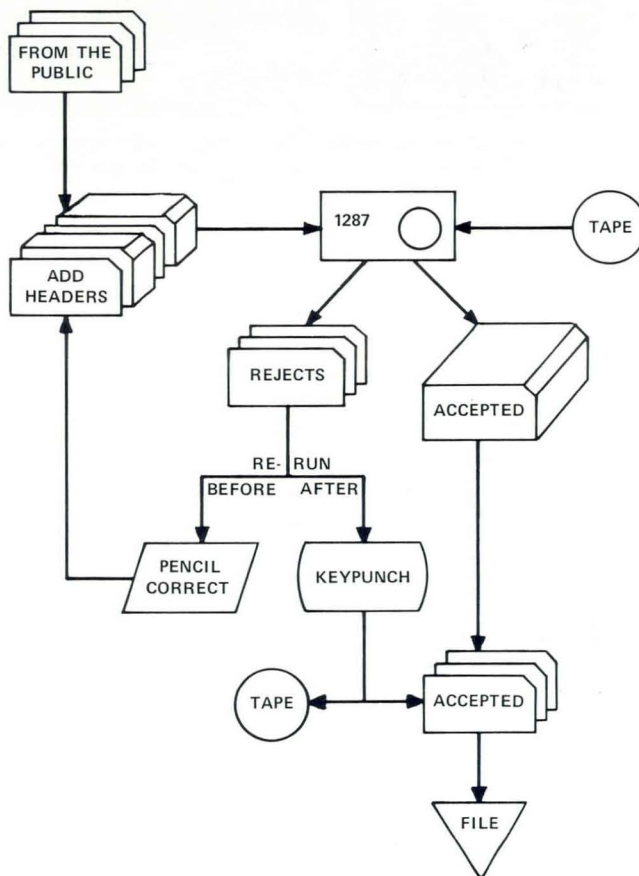 FROM THE
PUBLIC
1287
TAPE
ADD
HEADERS
REJECTS
ACCEPTED
RE- RUN
BEFORE AFTER
PENCIL
CORRECT
KEYPUNCH
TAPE
ACCEPTED
FILE